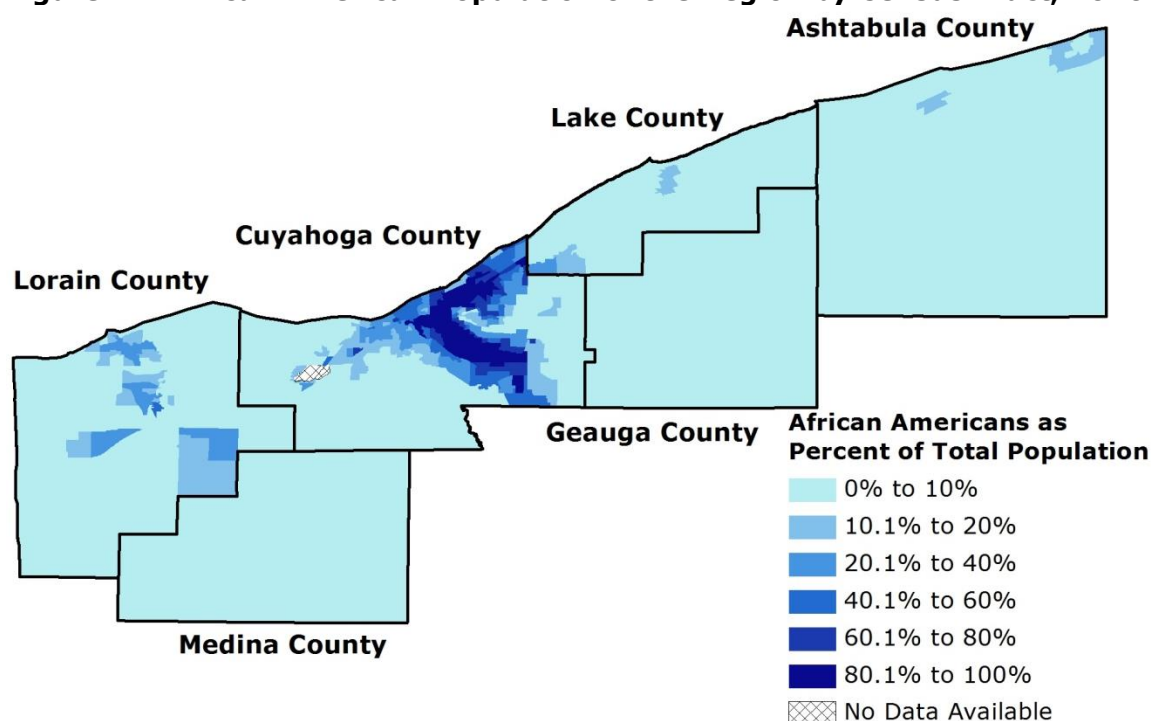 Ashtabula County
Lake County
Cuyahoga County
Lorain County
Geauga County
Medina County
African Americans as
Percent of Total Population
0% to 10%
10.1% to 20%
20.1% to 40%
40.1% to 60%
60.1% to 80%
80.1% to 100%
No Data Available